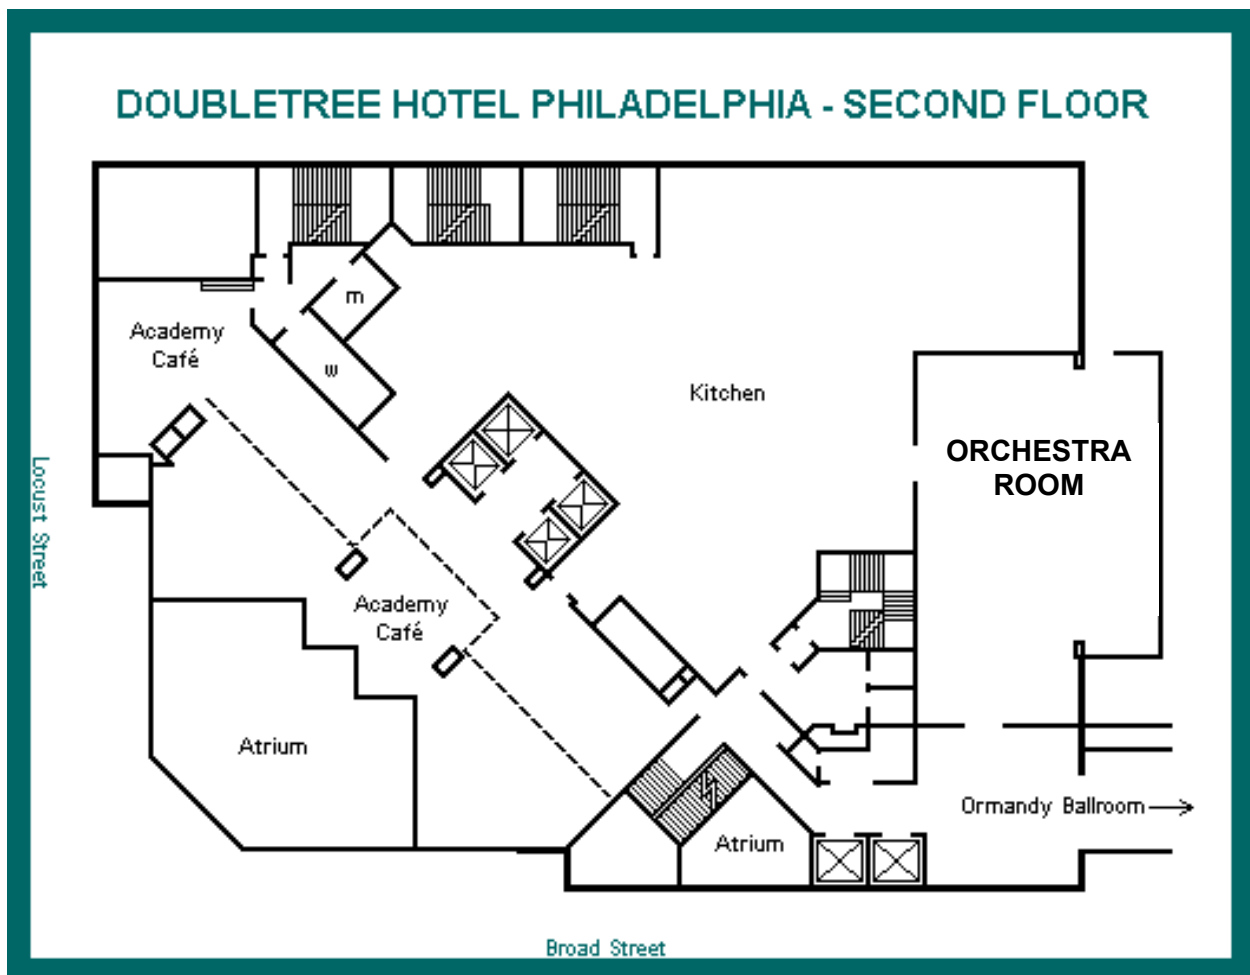 DOUBLETREE HOTEL PHILADELPHIA - SECOND FLOOR
m
Academy
Café
w
Kitchen
ORCHESTRA
ROOM
Locust Street
Academy
Café
Atrium
Ormandy Ballroom
Atrium
Broad Street